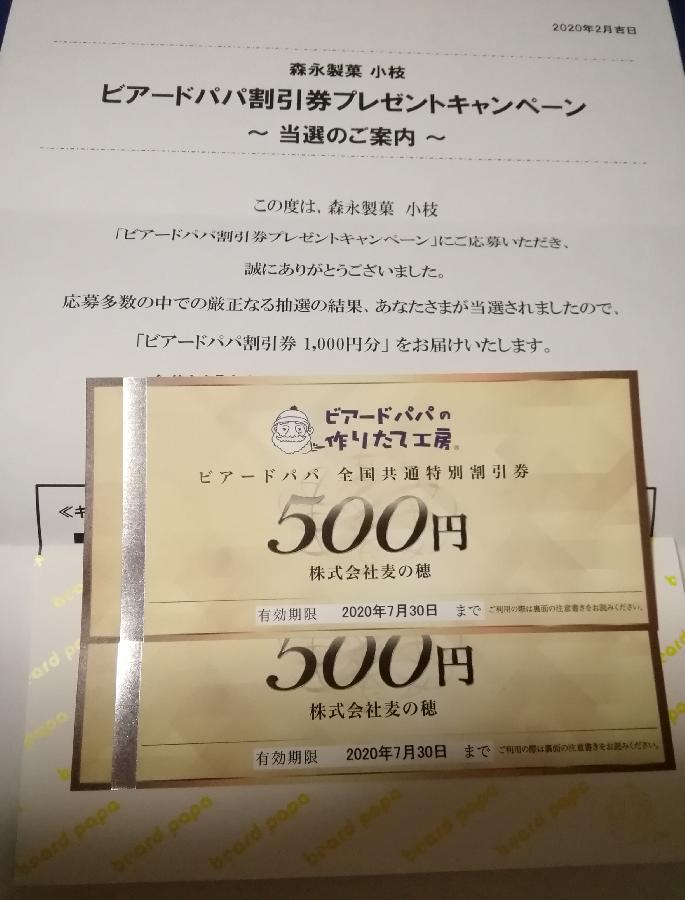 2020年2月吉日
森永製菓 小枝
ビアードパパ割引券プレゼントキャンペーン
～ 当選のご案内 ～
この度は、森永製菓 小枝
「ビアードパパ割引券プレゼントキャンペーン」にご応募いただき、
誠にありがとうございました。
応募多数の中での厳正なる抽選の結果、あなたさまが当選されましたので、
「ビアードパパ割引券 1,000円分」をお届けいたします。
ビアードパパの
作りたて工房®
ビアードパパ 全国共通特別割引券
≪キ
500円
株式会社麦の穂
有効期限 2020年7月30日 まで ご利用の際は裏面の注意書きをお読みください。
500円
株式会社麦の穂
有効期限 2020年7月30日 まで ご利用の際は裏面の注意書きをお読みください。
beard papa beard papa beard papa beard papa